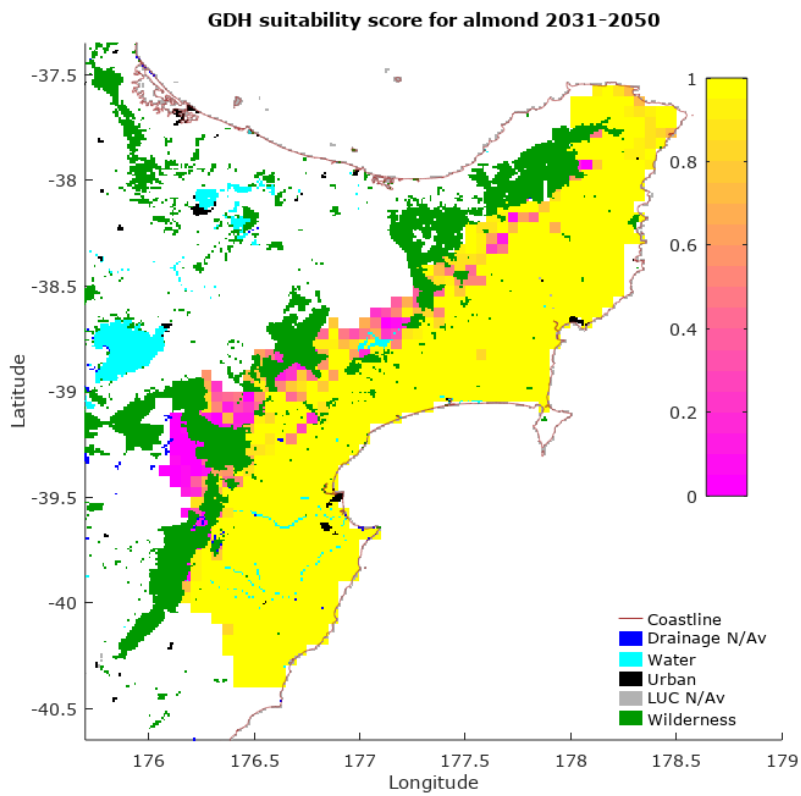 GDH suitability score for almond 2031-2050
-37.5
-38
-38.5
-39
-39.5
-40
-40.5
Latitude
176
176.5
177
177.5
178
178.5
179
Longitude
1
0.8
0.6
0.4
0.2
0
Coastline
Drainage N/Av
Water
Urban
LUC N/Av
Wilderness